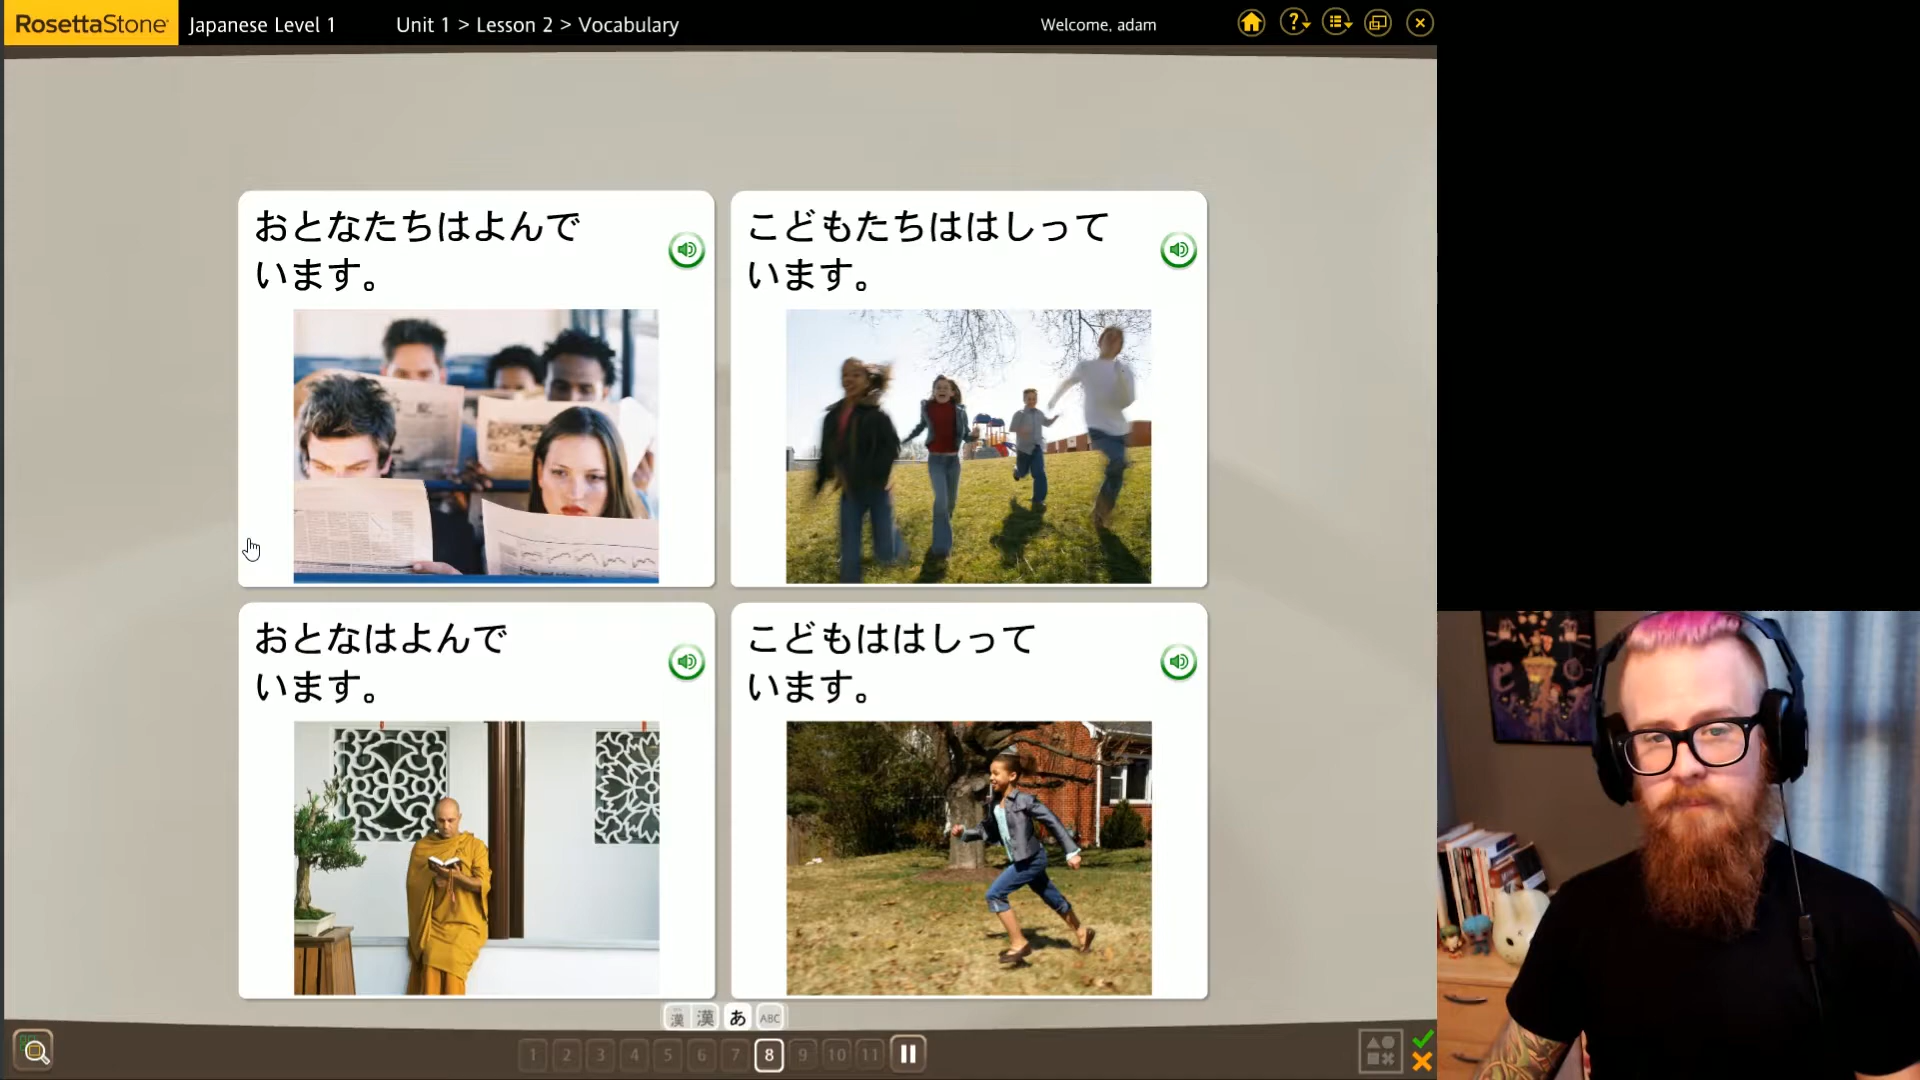 RosettaStone
Japanese Level 1
Unit 1 > Lesson 2 > Vocabulary
Welcome, adam
おとなたちはよんで
います。
こどもたちははしって
います。
おとなはよんで
います。
こどもははしって
います。
漢 漢 あ ABC
1 2 3 4 5 6 7 8 9 10 11